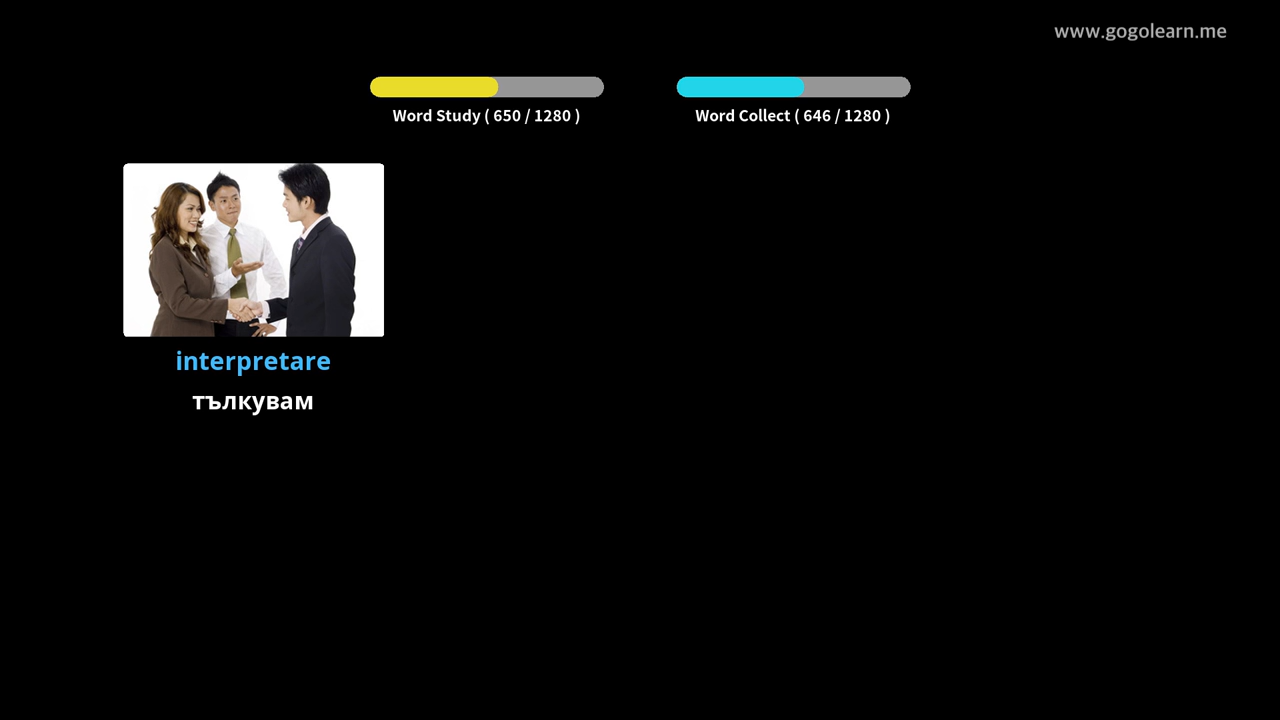 www.gogolearn.me
Word Study ( 650 / 1280 )
Word Collect ( 646 / 1280 )
interpretare
тълкувам